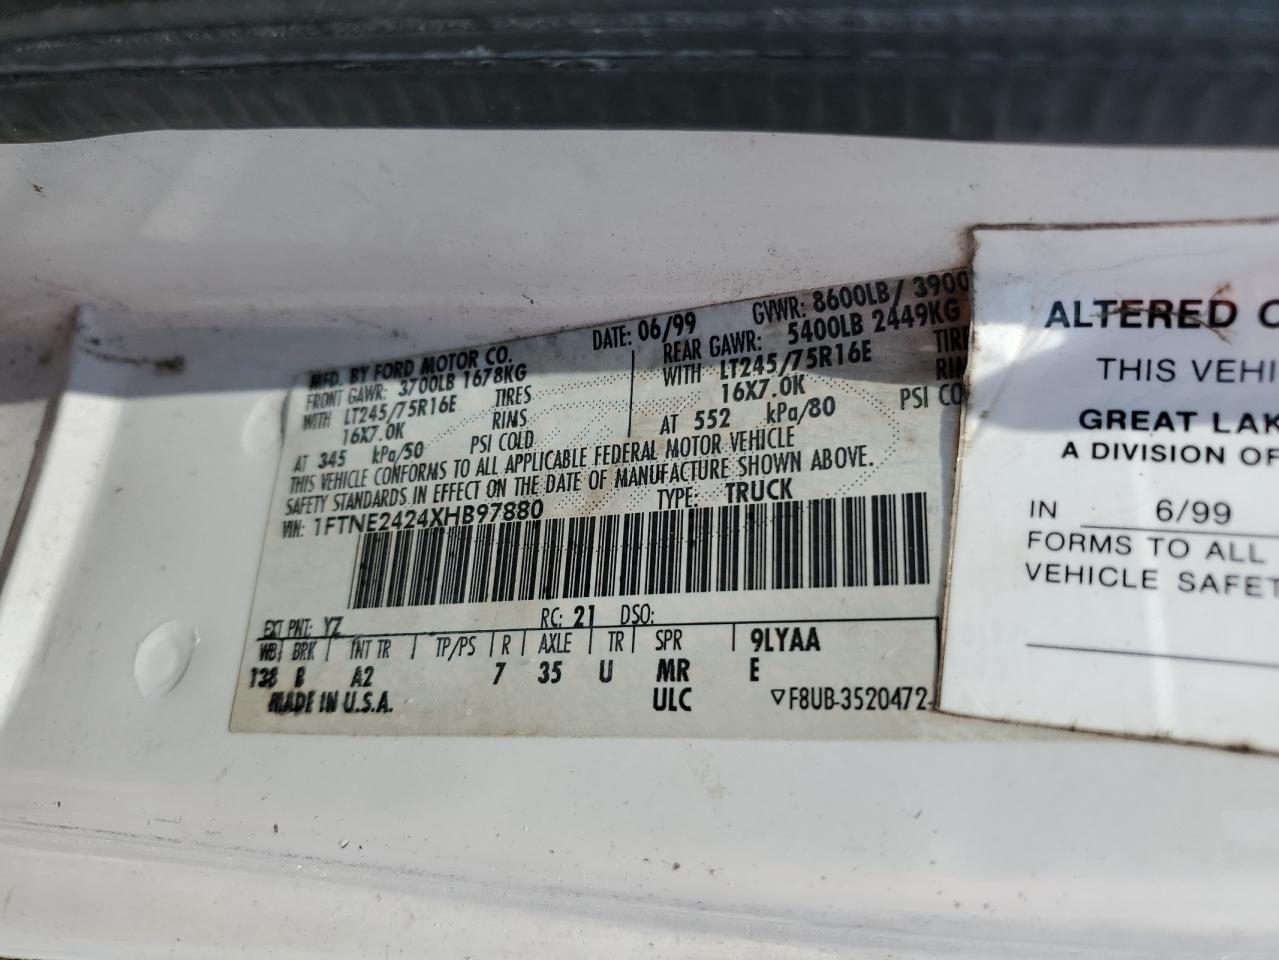 MFD. BY FORD MOTOR CO.
DATE: 06/99
GVWR: 8600LB/ 3900
FRONT GAWR: 3700LB 1678KG
REAR GAWR: 5400LB 2449KG
WITH LT245/75R16E TIRES
WITH LT245/75R16E
16X7.0K RIMS
16X7.0K
AT 345 kPa/50 PSI COLD
AT 552 kPa/80 PSI CO
THIS VEHICLE CONFORMS TO ALL APPLICABLE FEDERAL MOTOR VEHICLE
SAFETY STANDARDS IN EFFECT ON THE DATE OF MANUFACTURE SHOWN ABOVE.
VIN: 1FTNE2424XHB97880
TYPE: TRUCK
EXT PNT: YZ RC: 21 DSO:
WB BRK INT TR TP/PS R AXLE TR SPR 9LYAA
138 B A2 7 35 U MR E
MADE IN U.S.A. ULC ▽F8UB-3520472-
ALTERED
THIS VEHI
GREAT LAK
A DIVISION OF
IN 6/99
FORMS TO ALL
VEHICLE SAFET